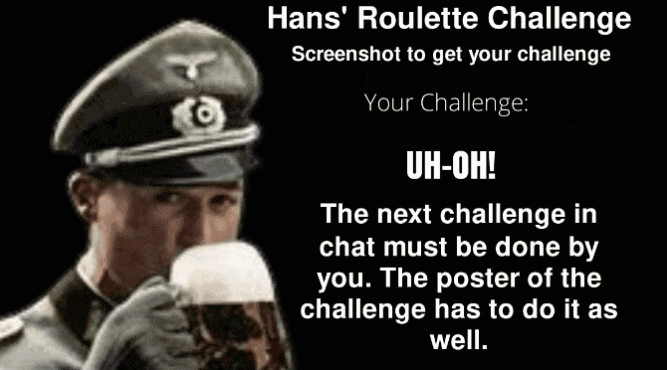 Hans' Roulette Challenge
Screenshot to get your challenge
Your Challenge:
UH-OH!
The next challenge in
chat must be done by
you. The poster of the
challenge has to do it as
well.